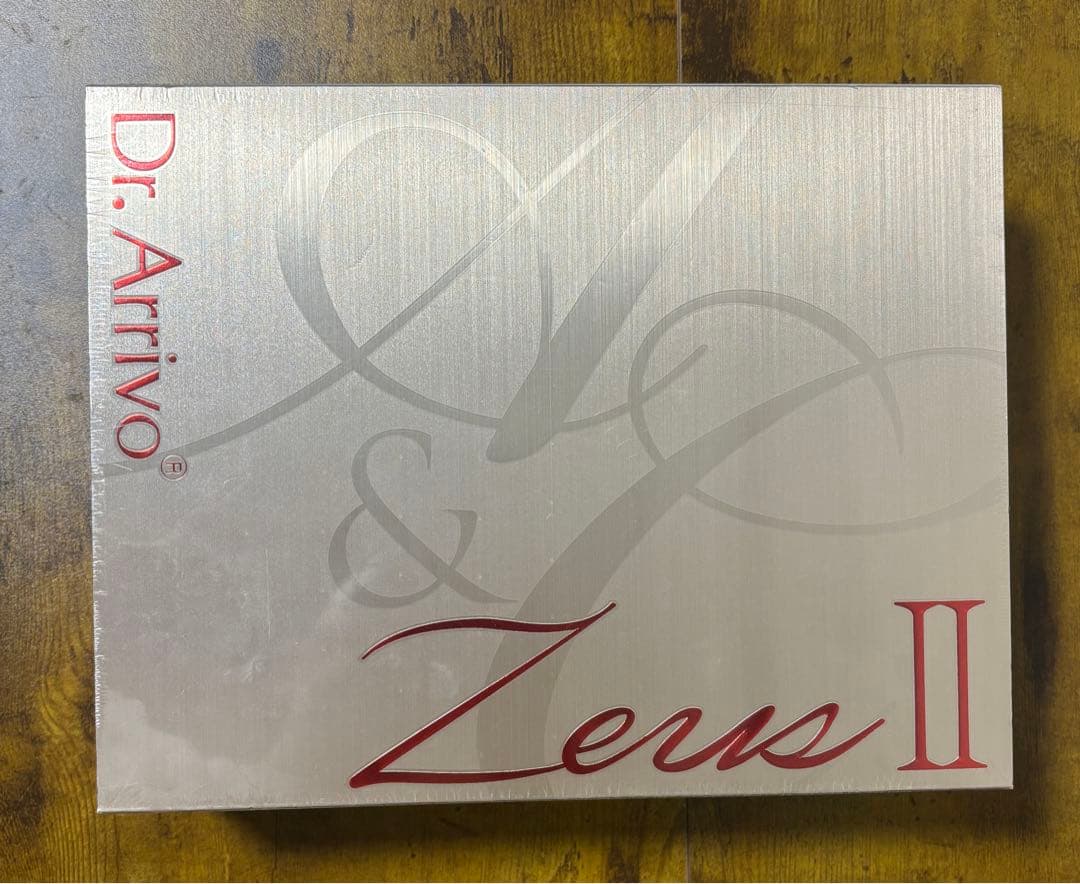 Dr. Arrivo®
A
&
Zeus II